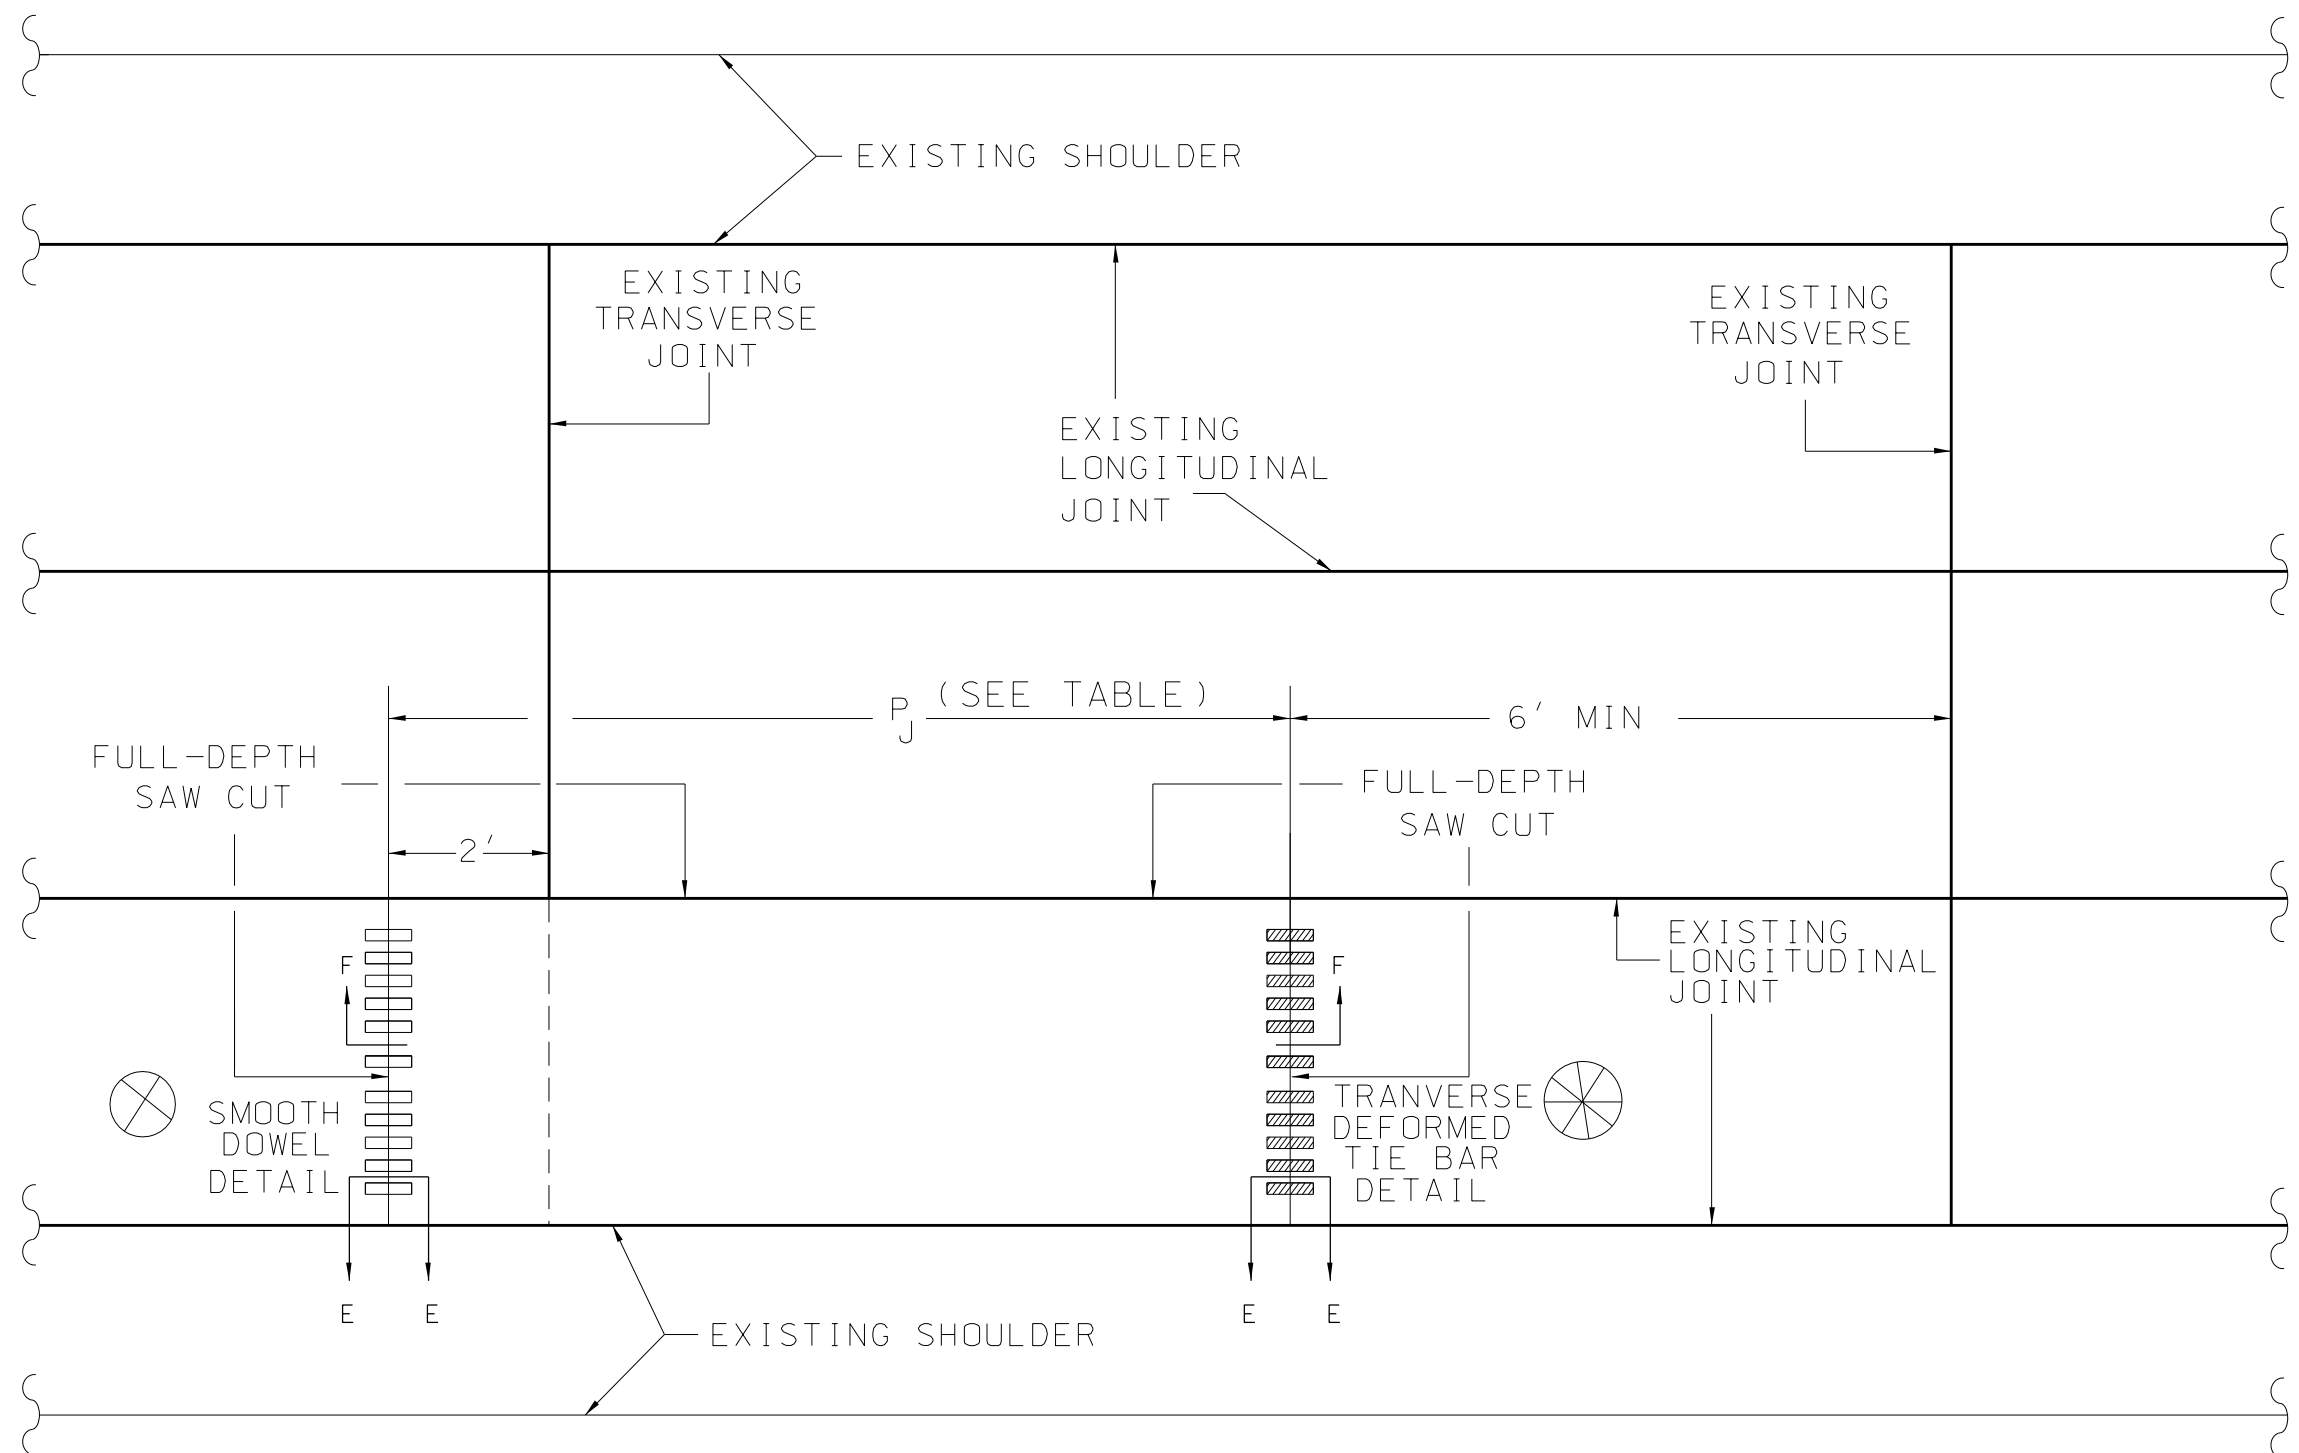 EXISTING SHOULDER
EXISTING
TRANSVERSE
JOINT
EXISTING
TRANSVERSE
JOINT
EXISTING
LONGITUDINAL
JOINT
PJ (SEE TABLE)
6' MIN
FULL-DEPTH
SAW CUT
FULL-DEPTH
SAW CUT
2'
EXISTING
LONGITUDINAL
JOINT
F
F
SMOOTH
DOWEL
DETAIL
TRANVERSE
DEFORMED
TIE BAR
DETAIL
E E
E E
EXISTING SHOULDER